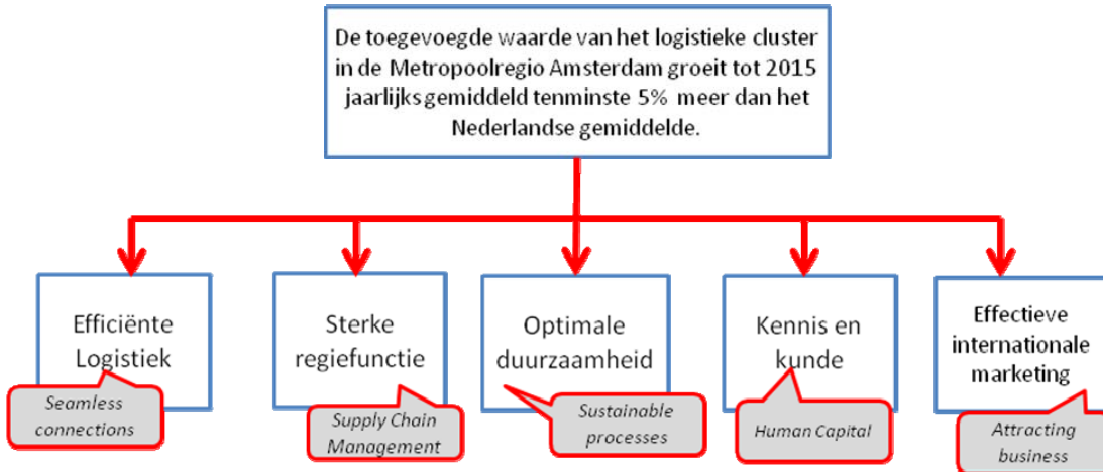 De toegevoegde waarde van het logistieke cluster
in de Metropoolregio Amsterdam groeit tot 2015
jaarlijks gemiddeld tenminste 5% meer dan het
Nederlandse gemiddelde.
Efficiënte
Logistiek
Seamless
connections
Sterke
regiefunctie
Supply Chain
Management
Optimale
duurzaamheid
Sustainable
processes
Kennis en
kunde
Human Capital
Effectieve
internationale
marketing
Attracting
business